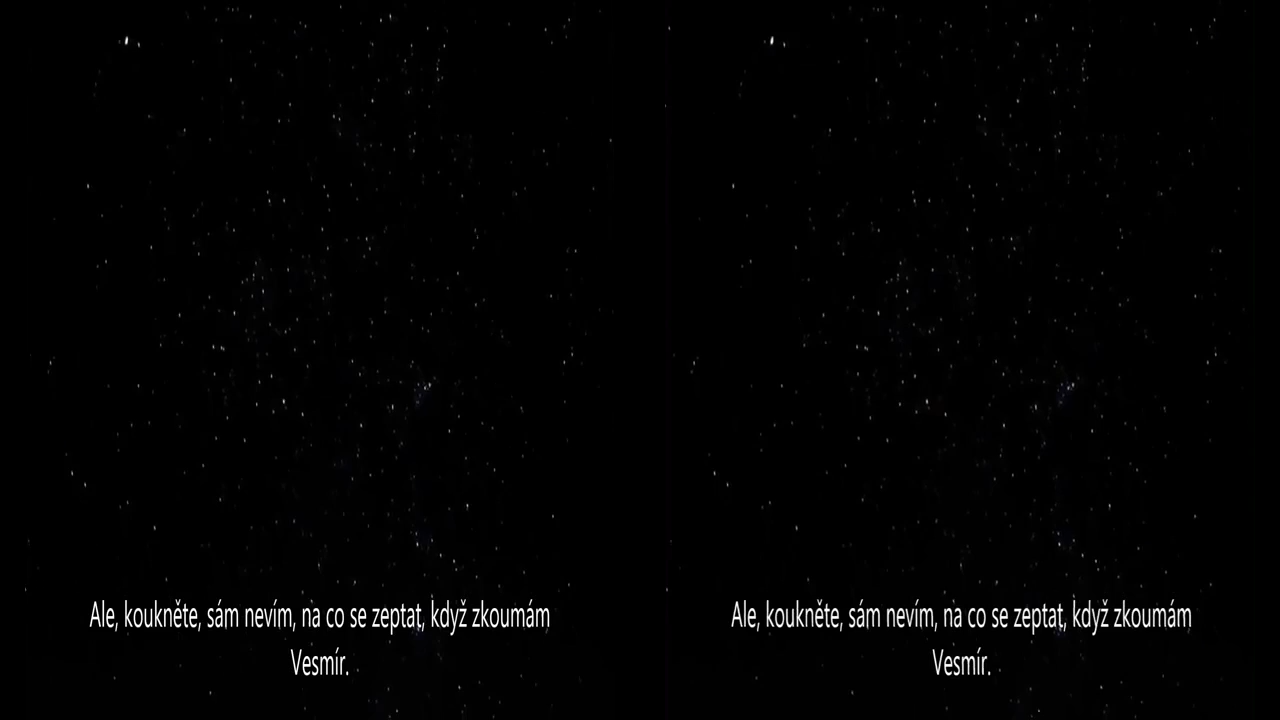 Ale, koukněte, sám nevím, na co se zeptat, když zkoumám
Vesmír.
Ale, koukněte, sám nevím, na co se zeptat, když zkoumám
Vesmír.